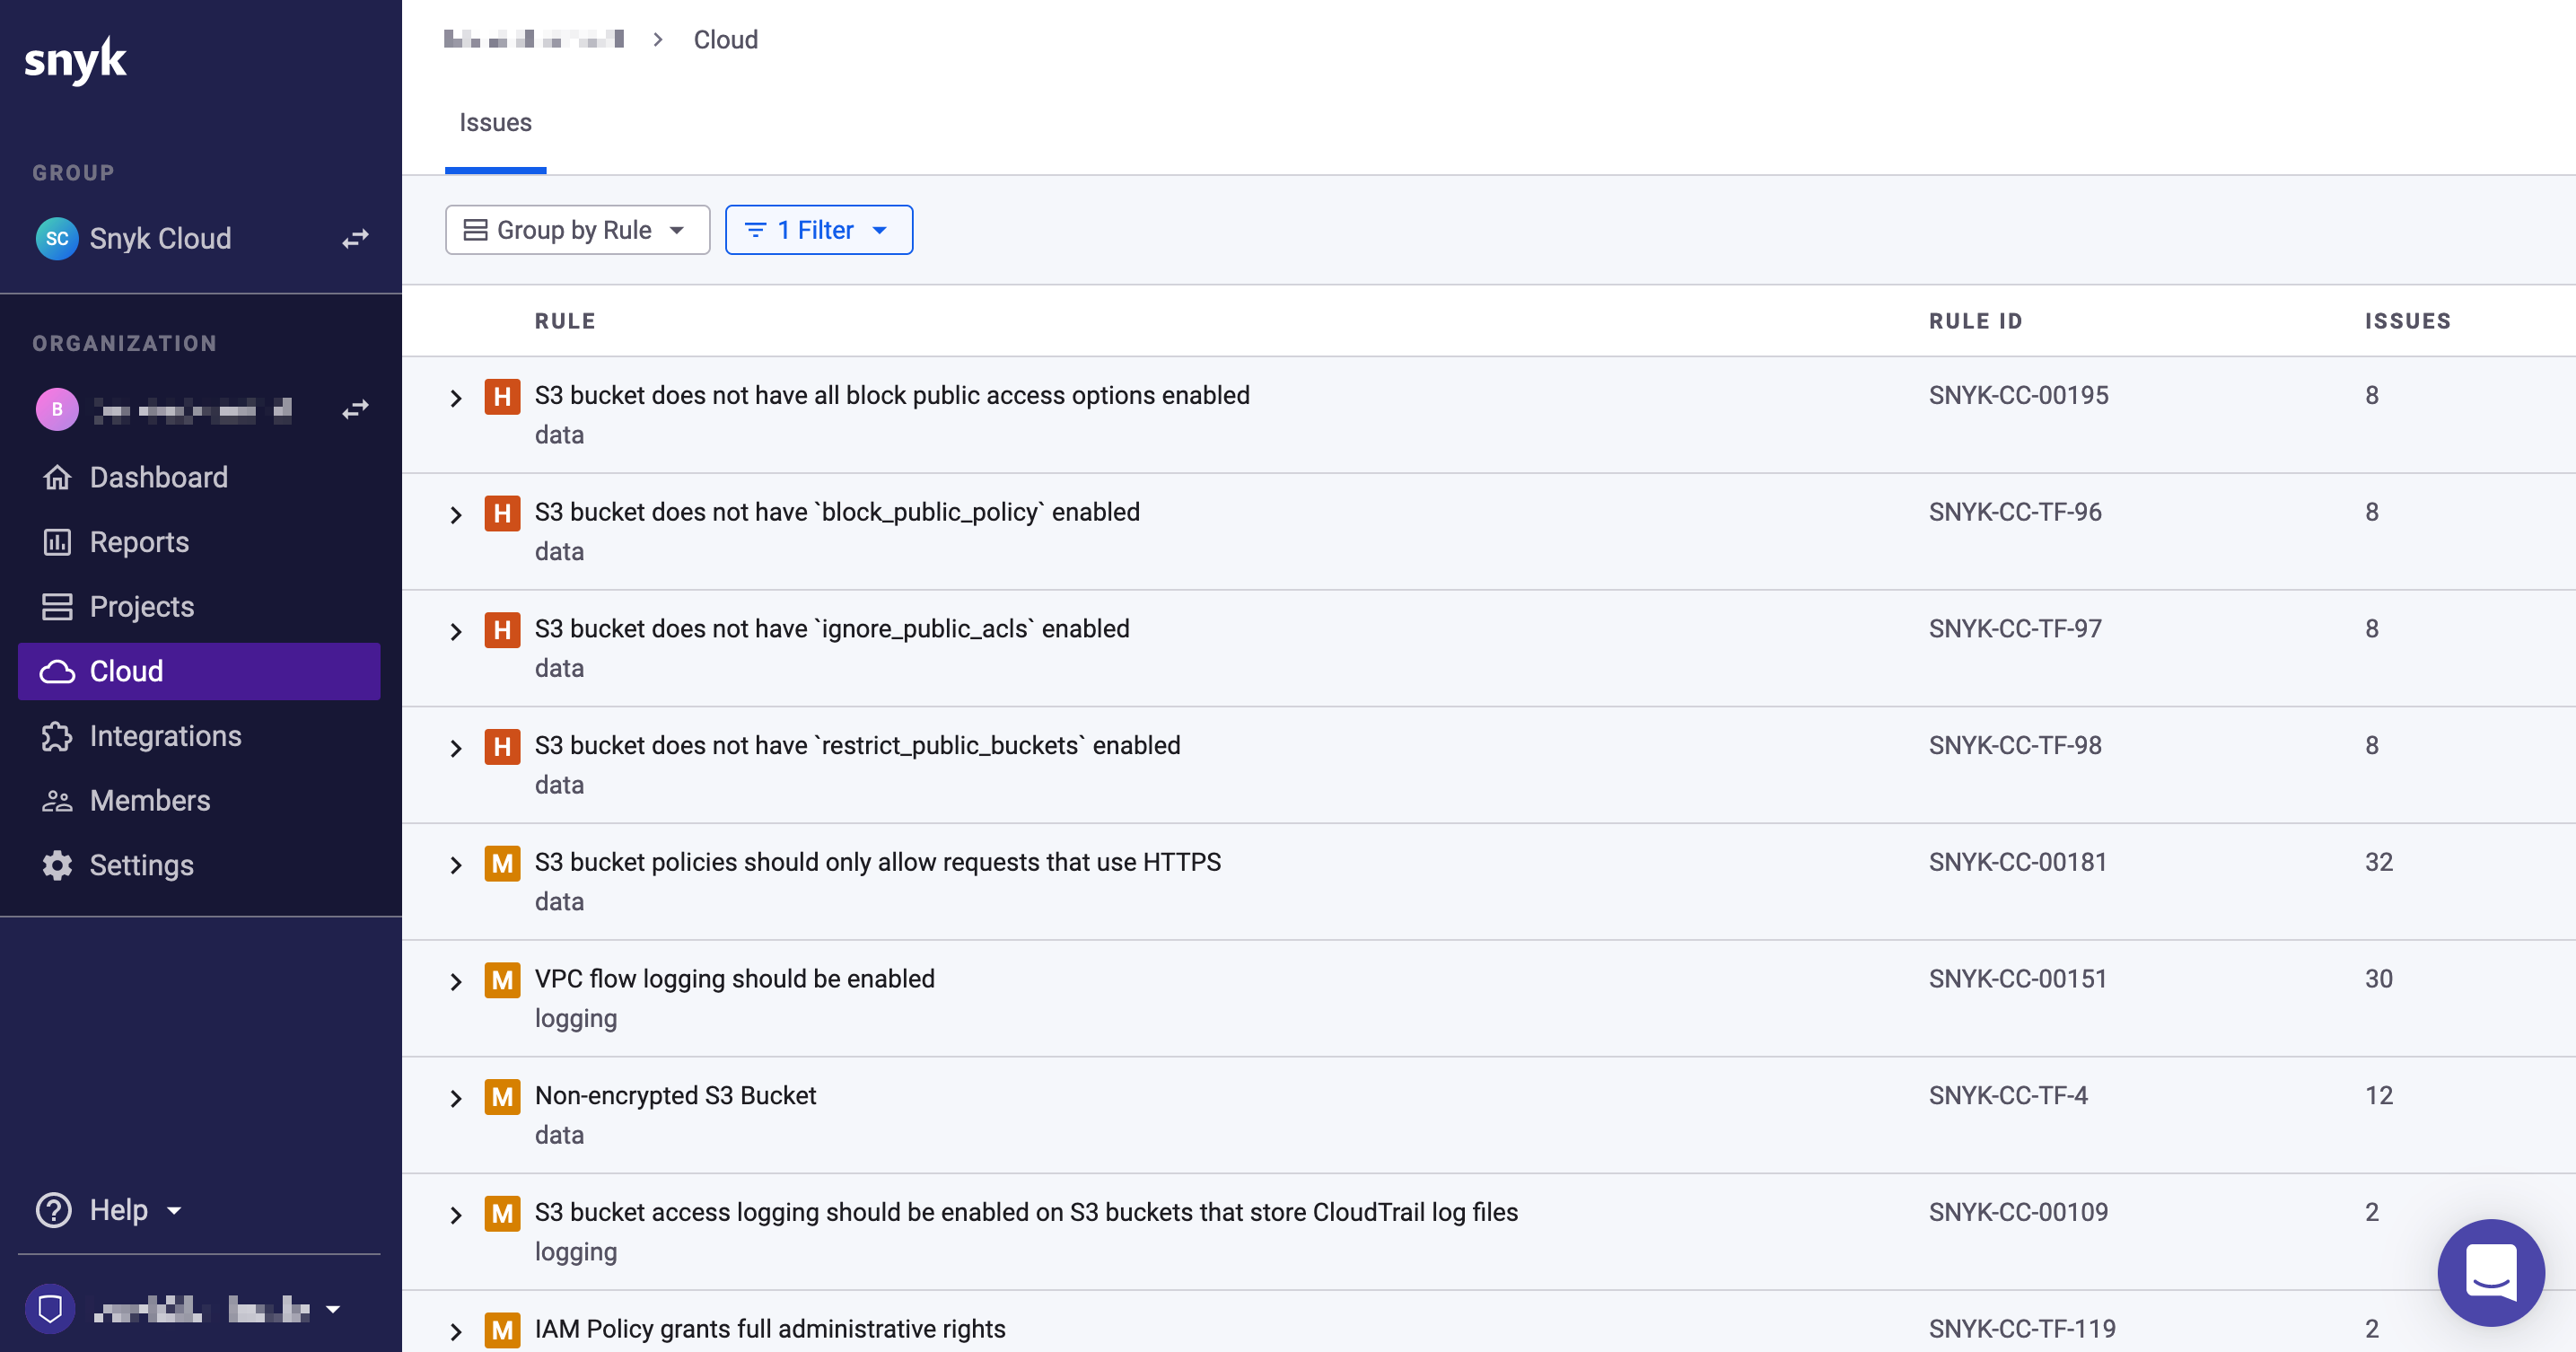 snyk
GROUP
SC Snyk Cloud
ORGANIZATION
B
Dashboard
Reports
Projects
Cloud
Integrations
Members
Settings
Help
Cloud
Issues
Group by Rule
1 Filter
RULE RULE ID ISSUES
H S3 bucket does not have all block public access options enabled SNYK-CC-00195 8
data
H S3 bucket does not have `block_public_policy` enabled SNYK-CC-TF-96 8
data
H S3 bucket does not have `ignore_public_acls` enabled SNYK-CC-TF-97 8
data
H S3 bucket does not have `restrict_public_buckets` enabled SNYK-CC-TF-98 8
data
M S3 bucket policies should only allow requests that use HTTPS SNYK-CC-00181 32
data
M VPC flow logging should be enabled SNYK-CC-00151 30
logging
M Non-encrypted S3 Bucket SNYK-CC-TF-4 12
data
M S3 bucket access logging should be enabled on S3 buckets that store CloudTrail log files SNYK-CC-00109 2
logging
M IAM Policy grants full administrative rights SNYK-CC-TF-119 2